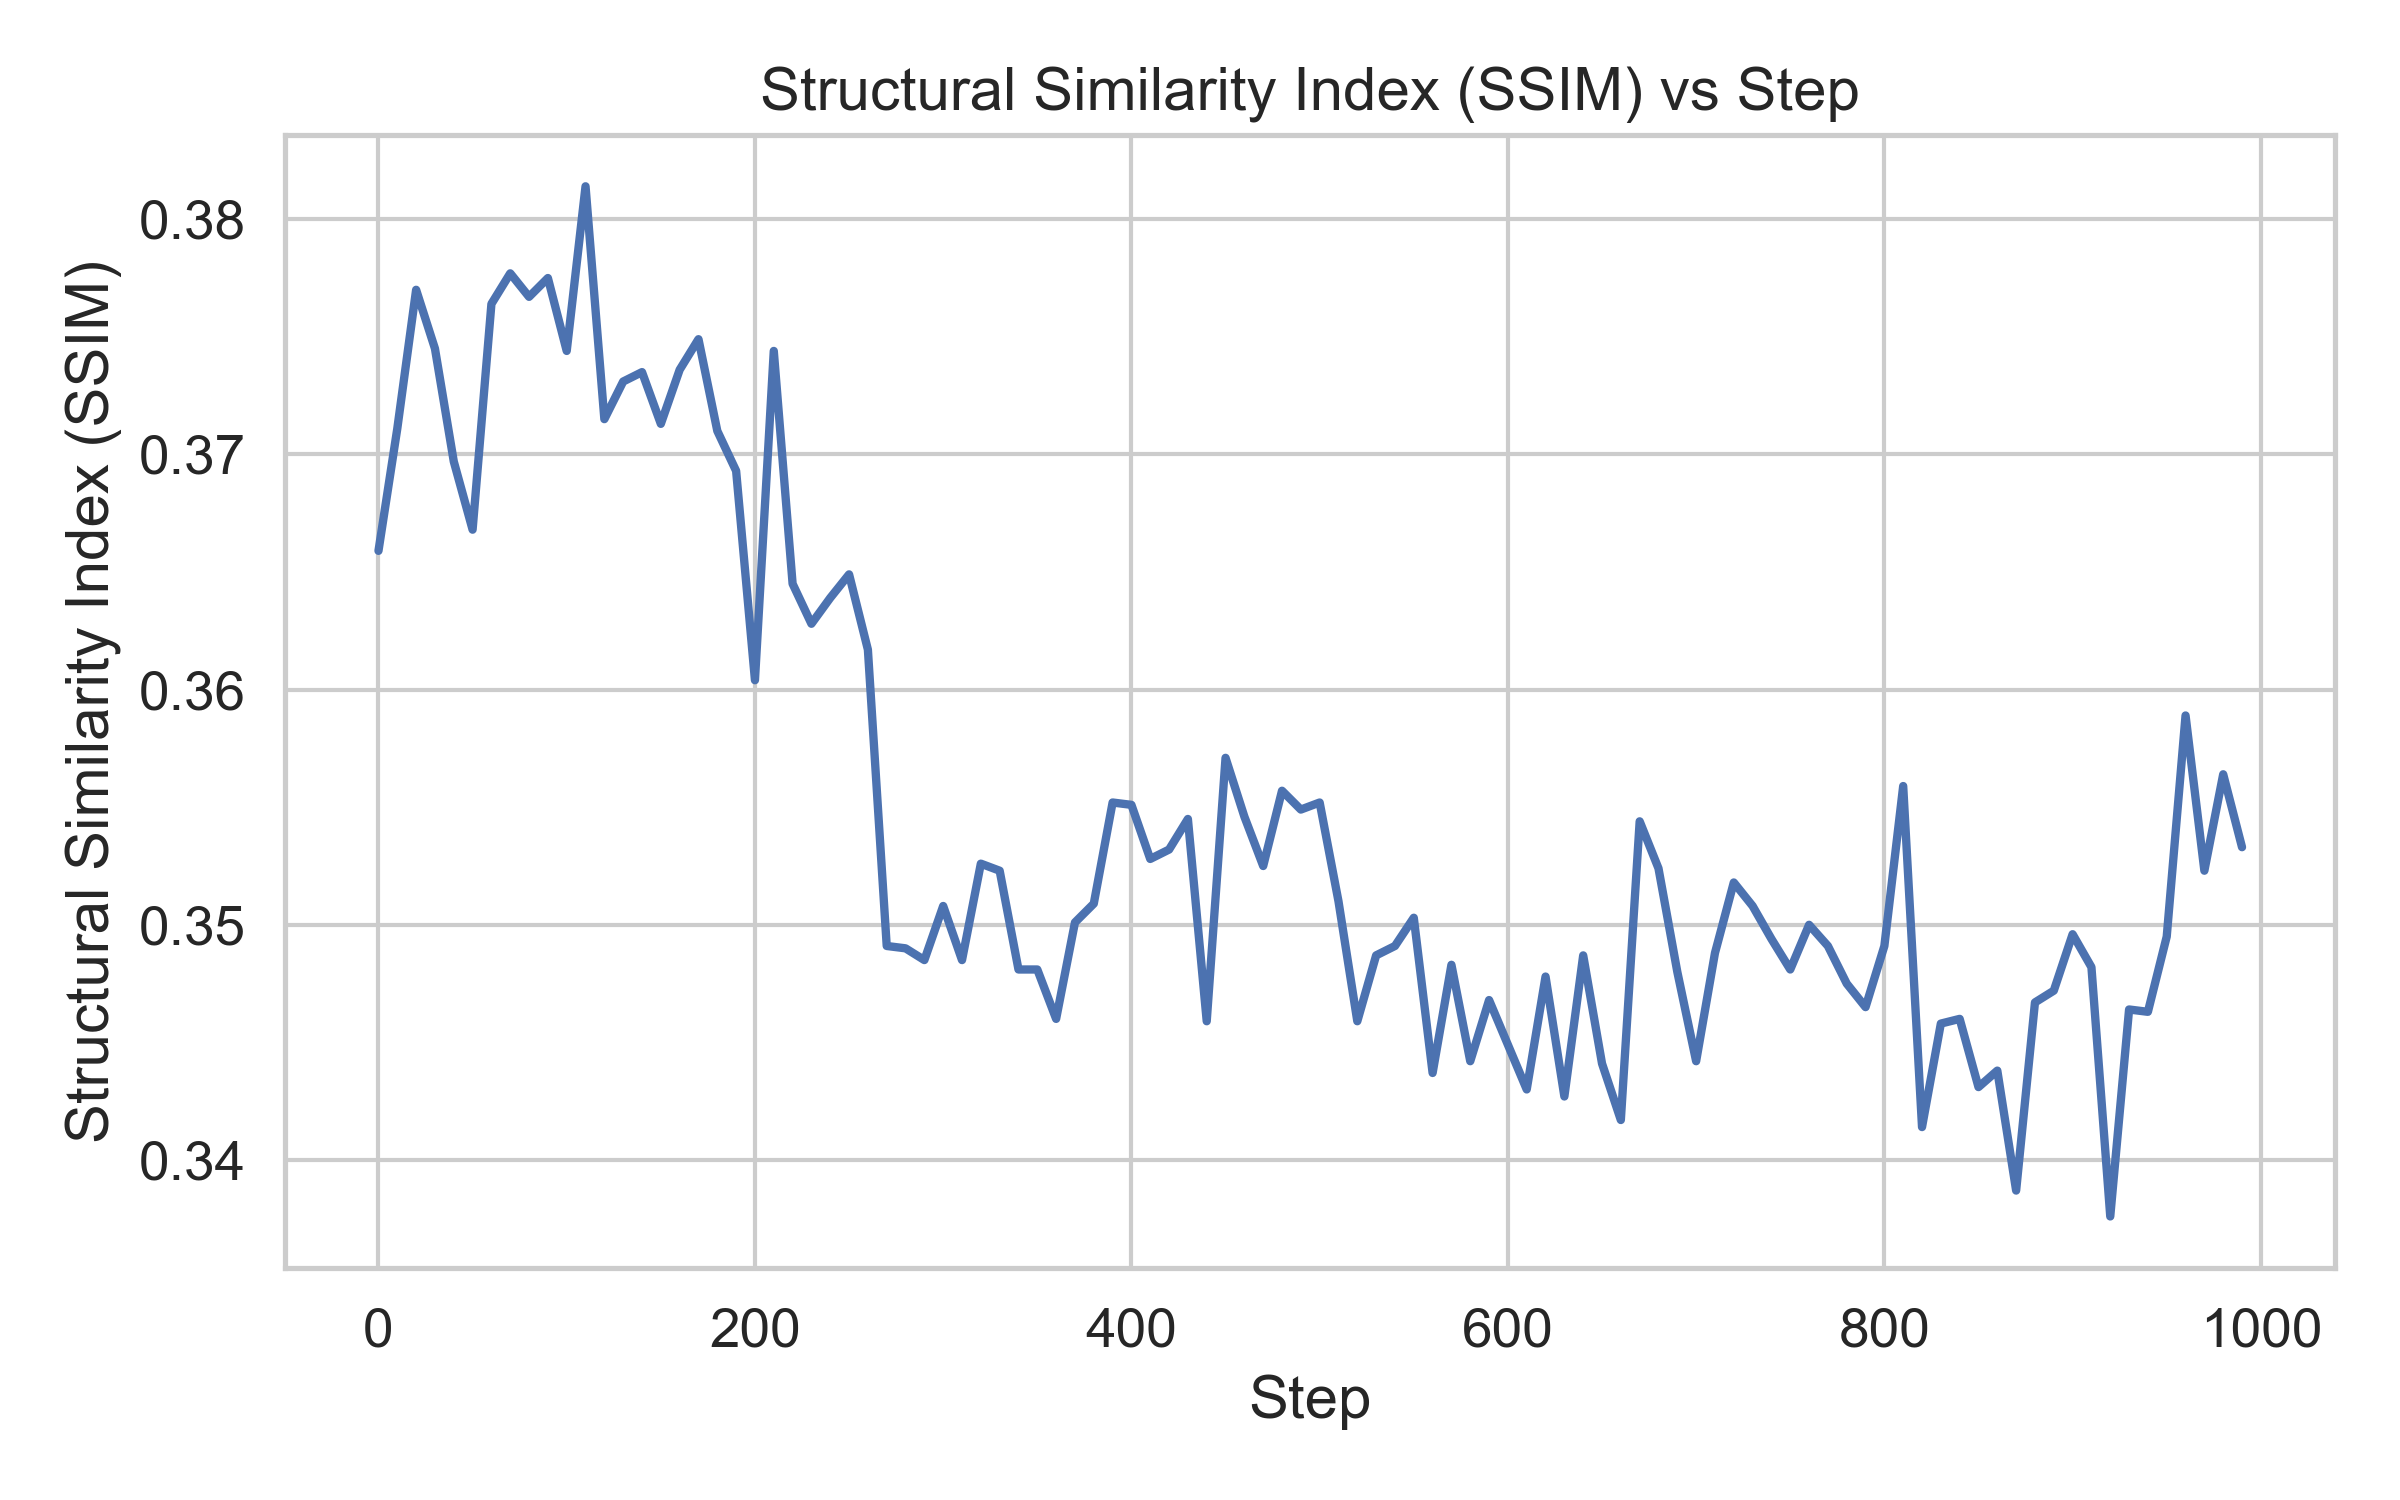 Structural Similarity Index (SSIM) vs Step
Structural Similarity Index (SSIM)
0.38
0.37
0.36
0.35
0.34
0 200 400 600 800 1000
Step